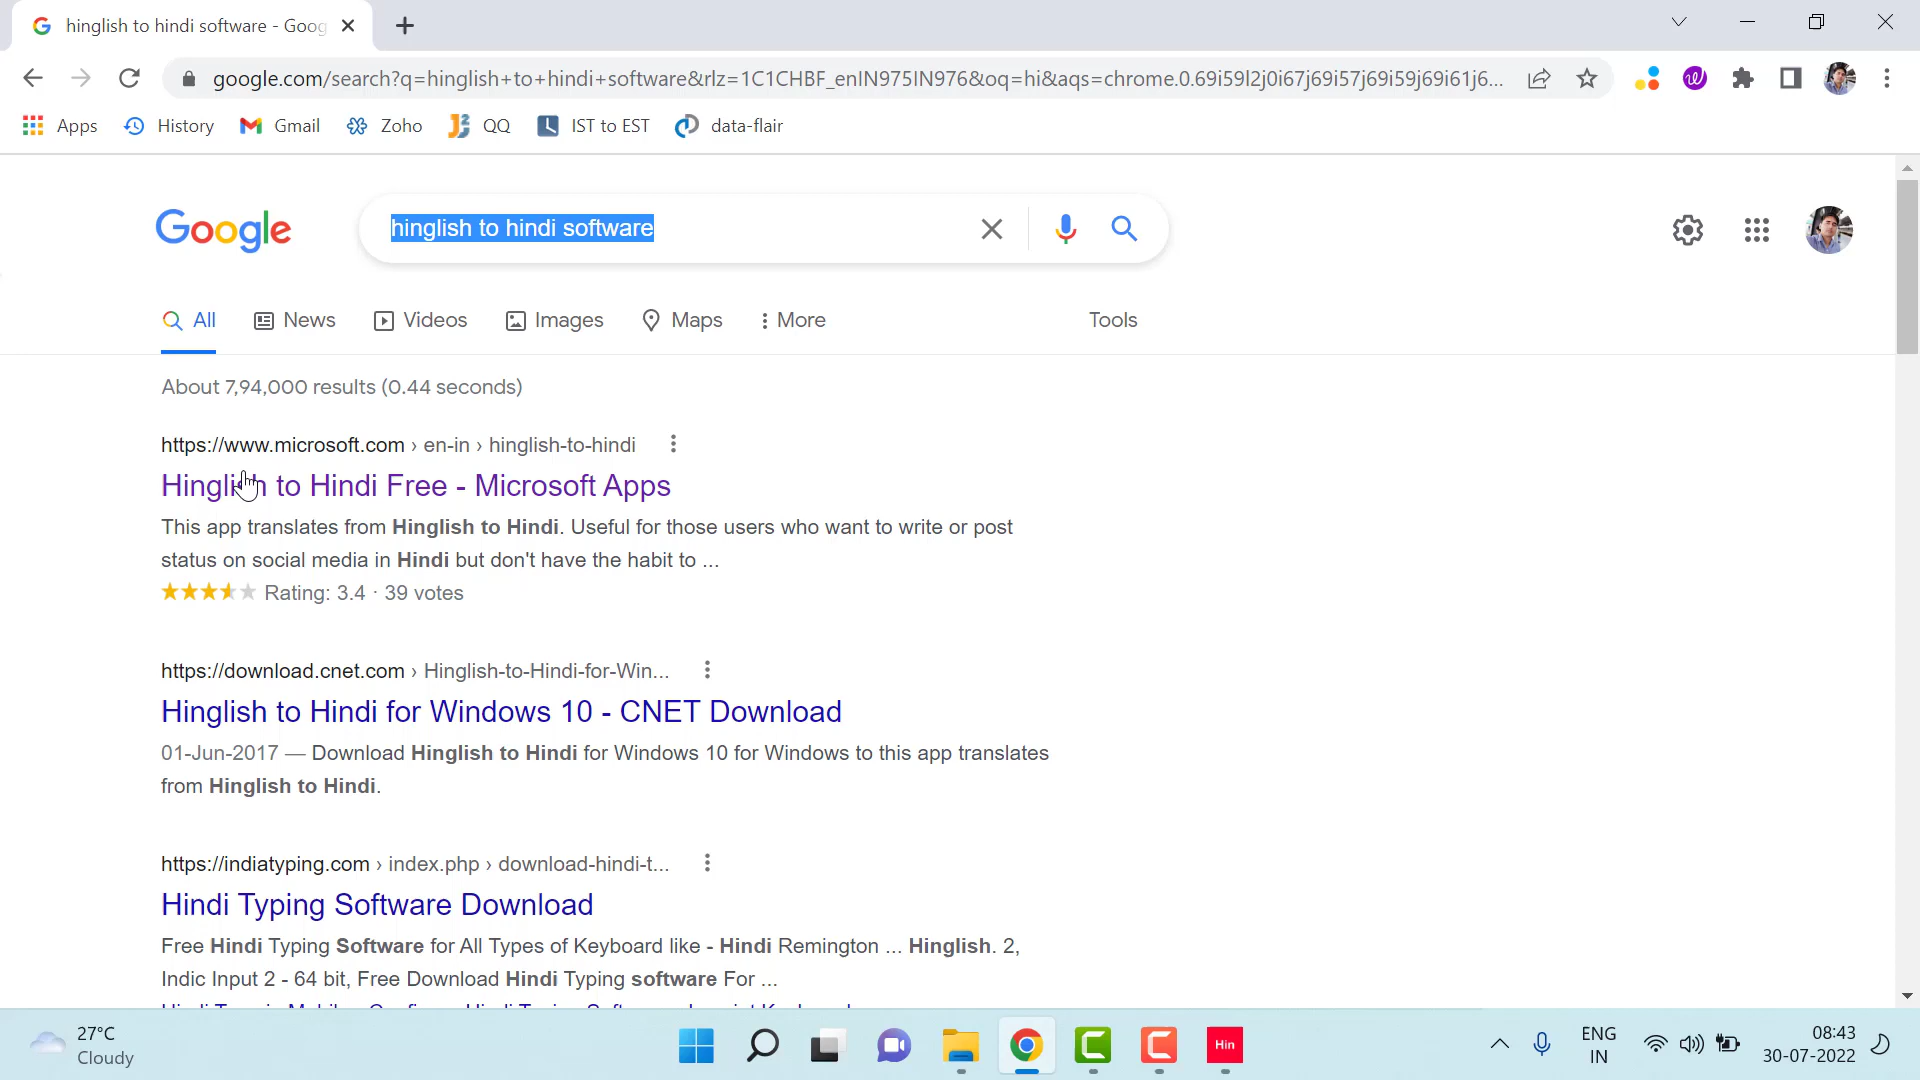 hinglish to hindi software - Goog
google.com/search?q=hinglish+to+hindi+software&rlz=1C1CHBF_enIN975IN976&oq=hi&aqs=chrome.0.69i59l2j0i67j69i57j69i59j69i61j6...
Apps History Gmail Zoho QQ IST to EST data-flair
Google hinglish to hindi software
All News Videos Images Maps More Tools
About 7,94,000 results (0.44 seconds)
https://www.microsoft.com › en-in › hinglish-to-hindi
Hinglish to Hindi Free - Microsoft Apps
This app translates from Hinglish to Hindi. Useful for those users who want to write or post
status on social media in Hindi but don't have the habit to ...
Rating: 3.4 · 39 votes
https://download.cnet.com › Hinglish-to-Hindi-for-Win...
Hinglish to Hindi for Windows 10 - CNET Download
01-Jun-2017 — Download Hinglish to Hindi for Windows 10 for Windows to this app translates
from Hinglish to Hindi.
https://indiatyping.com › index.php › download-hindi-t...
Hindi Typing Software Download
Free Hindi Typing Software for All Types of Keyboard like - Hindi Remington ... Hinglish. 2,
Indic Input 2 - 64 bit, Free Download Hindi Typing software For ...
27°C
Cloudy
Hin
ENG
IN
08:43
30-07-2022